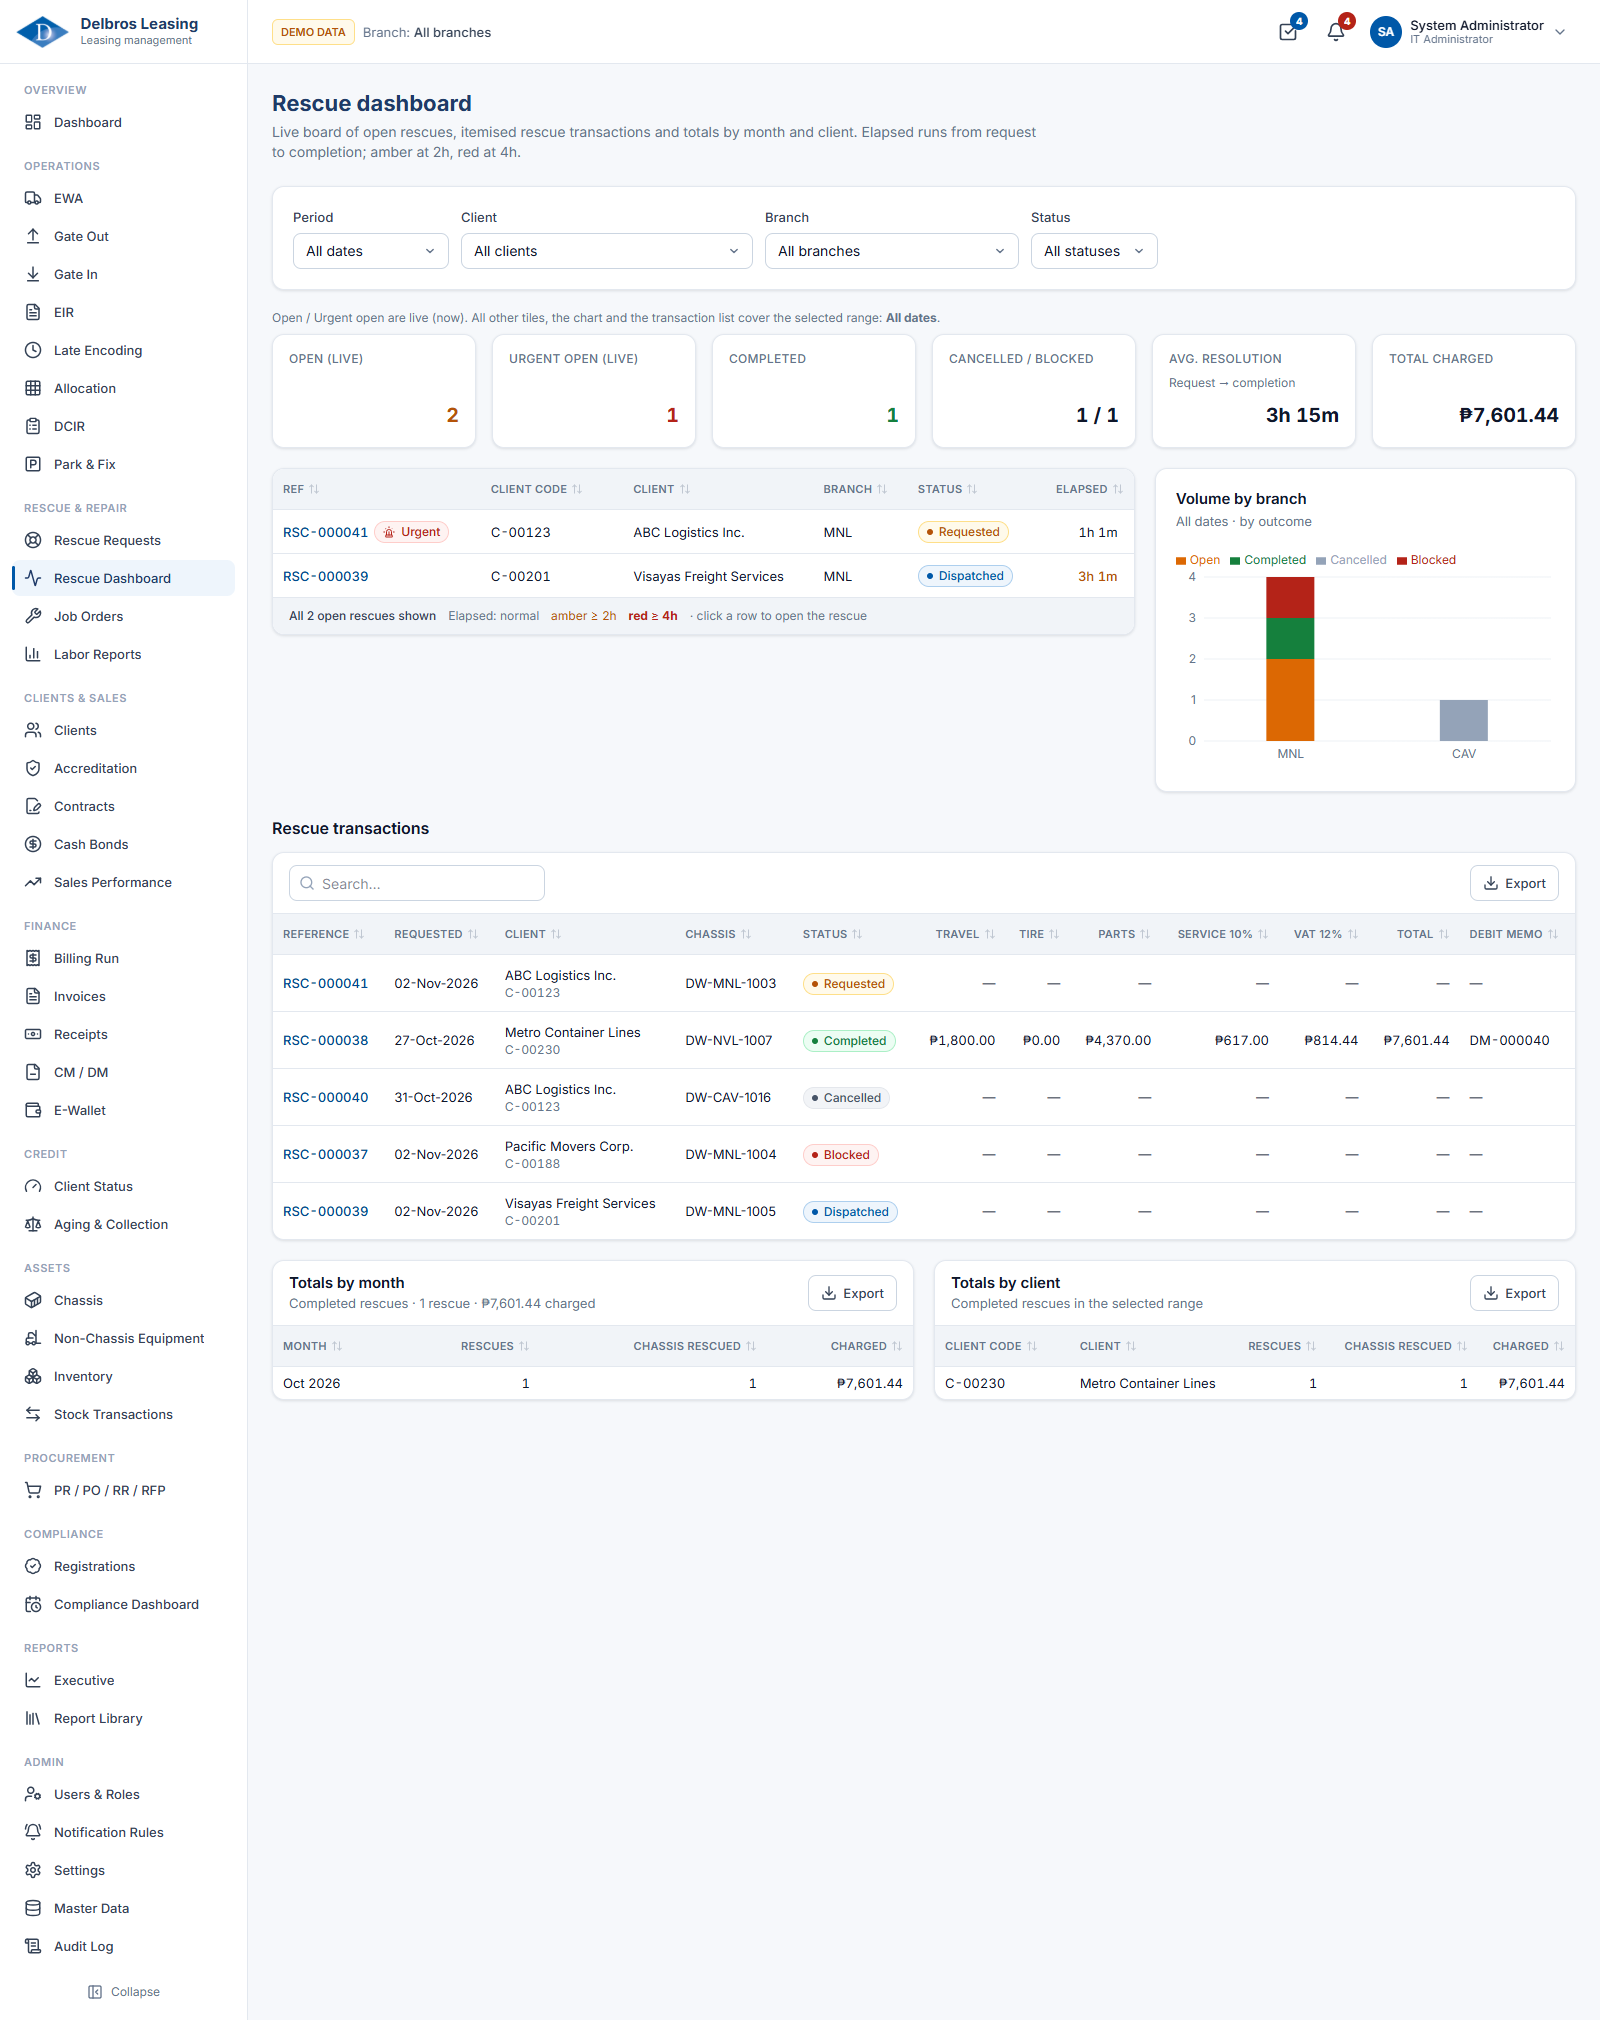 Delbros Leasing
Leasing management
DEMO DATA
Branch: All branches
4
4
SA
System Administrator
IT Administrator
OVERVIEW
Dashboard
OPERATIONS
EWA
Gate Out
Gate In
EIR
Late Encoding
Allocation
DCIR
Park & Fix
RESCUE & REPAIR
Rescue Requests
Rescue Dashboard
Job Orders
Labor Reports
CLIENTS & SALES
Clients
Accreditation
Contracts
Cash Bonds
Sales Performance
FINANCE
Billing Run
Invoices
Receipts
CM / DM
E-Wallet
CREDIT
Client Status
Aging & Collection
ASSETS
Chassis
Non-Chassis Equipment
Inventory
Stock Transactions
PROCUREMENT
PR / PO / RR / RFP
COMPLIANCE
Registrations
Compliance Dashboard
REPORTS
Executive
Report Library
ADMIN
Users & Roles
Notification Rules
Settings
Master Data
Audit Log
Collapse
Rescue dashboard
Live board of open rescues, itemised rescue transactions and totals by month and client. Elapsed runs from request
to completion; amber at 2h, red at 4h.
Period Client Branch Status
All dates All clients All branches All statuses
Open / Urgent open are live (now). All other tiles, the chart and the transaction list cover the selected range: All dates.
OPEN (LIVE)
2
URGENT OPEN (LIVE)
1
COMPLETED
1
CANCELLED / BLOCKED
1 / 1
AVG. RESOLUTION
Request → completion
3h 15m
TOTAL CHARGED
₱7,601.44
REF CLIENT CODE CLIENT BRANCH STATUS ELAPSED
RSC-000041 Urgent C-00123 ABC Logistics Inc. MNL Requested 1h 1m
RSC-000039 C-00201 Visayas Freight Services MNL Dispatched 3h 1m
All 2 open rescues shown Elapsed: normal amber ≥ 2h red ≥ 4h · click a row to open the rescue
Volume by branch
All dates · by outcome
Open Completed Cancelled Blocked
4
3
2
1
0
MNL CAV
Rescue transactions
Search...
Export
REFERENCE REQUESTED CLIENT CHASSIS STATUS TRAVEL TIRE PARTS SERVICE 10% VAT 12% TOTAL DEBIT MEMO
RSC-000041 02-Nov-2026 ABC Logistics Inc. DW-MNL-1003 Requested — — — — — — —
C-00123
RSC-000038 27-Oct-2026 Metro Container Lines DW-NVL-1007 Completed ₱1,800.00 ₱0.00 ₱4,370.00 ₱617.00 ₱814.44 ₱7,601.44 DM-000040
C-00230
RSC-000040 31-Oct-2026 ABC Logistics Inc. DW-CAV-1016 Cancelled — — — — — — —
C-00123
RSC-000037 02-Nov-2026 Pacific Movers Corp. DW-MNL-1004 Blocked — — — — — — —
C-00188
RSC-000039 02-Nov-2026 Visayas Freight Services DW-MNL-1005 Dispatched — — — — — — —
C-00201
Totals by month
Completed rescues · 1 rescue · ₱7,601.44 charged
Export
MONTH RESCUES CHASSIS RESCUED CHARGED
Oct 2026 1 1 ₱7,601.44
Totals by client
Completed rescues in the selected range
Export
CLIENT CODE CLIENT RESCUES CHASSIS RESCUED CHARGED
C-00230 Metro Container Lines 1 1 ₱7,601.44